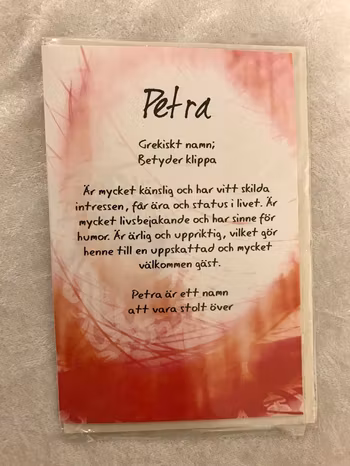 Petra
Grekiskt namn;
Betyder klippa
Är mycket känslig och har vitt skilda
intressen, får ära och status i livet. Är
mycket livsbejakande och har sinne för
humor. Är ärlig och uppriktig, vilket gör
henne till en uppskattad och mycket
välkommen gäst.
Petra är ett namn
att vara stolt över